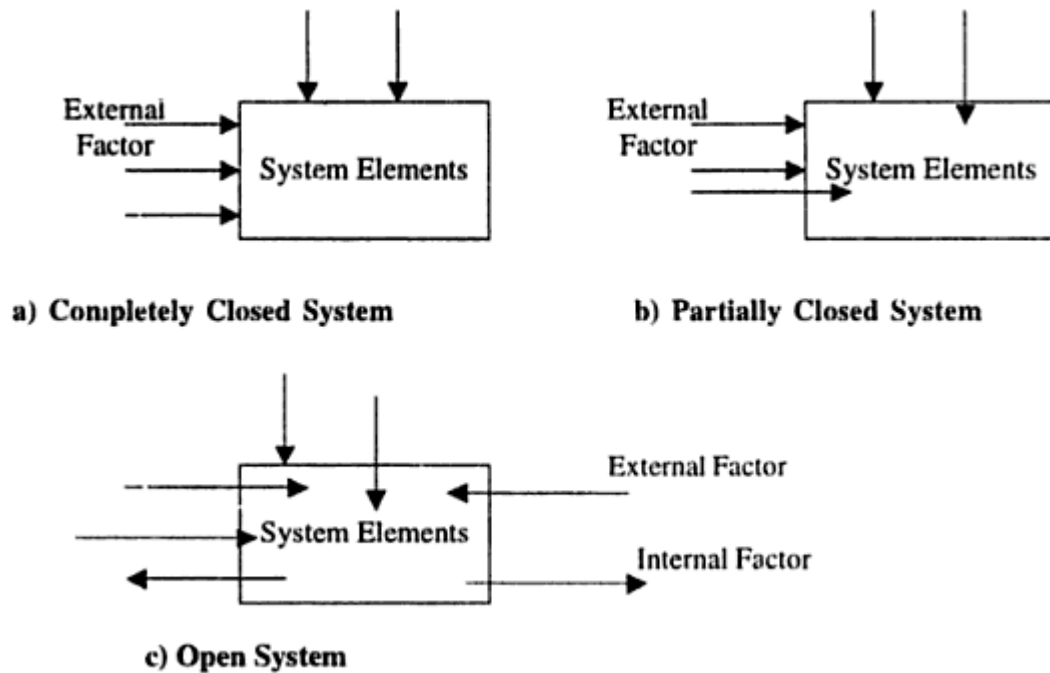 External
Factor
System Elements
a) Completely Closed System
External
Factor
System Elements
b) Partially Closed System
System Elements
External Factor
Internal Factor
c) Open System